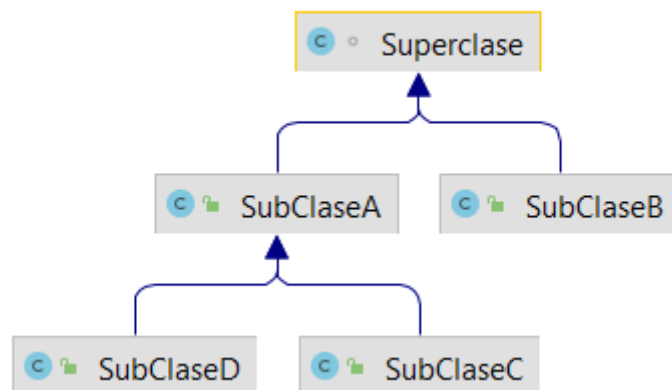 C Superclase
C SubClaseA
C SubClaseB
C SubClaseD
C SubClaseC